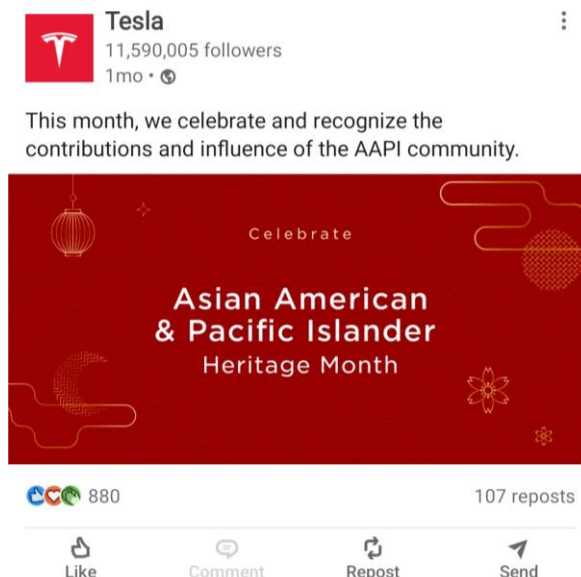 Tesla
11,590,005 followers
1mo •
This month, we celebrate and recognize the
contributions and influence of the AAPI community.
Celebrate
Asian American
& Pacific Islander
Heritage Month
880
107 reposts
Like
Comment
Repost
Send